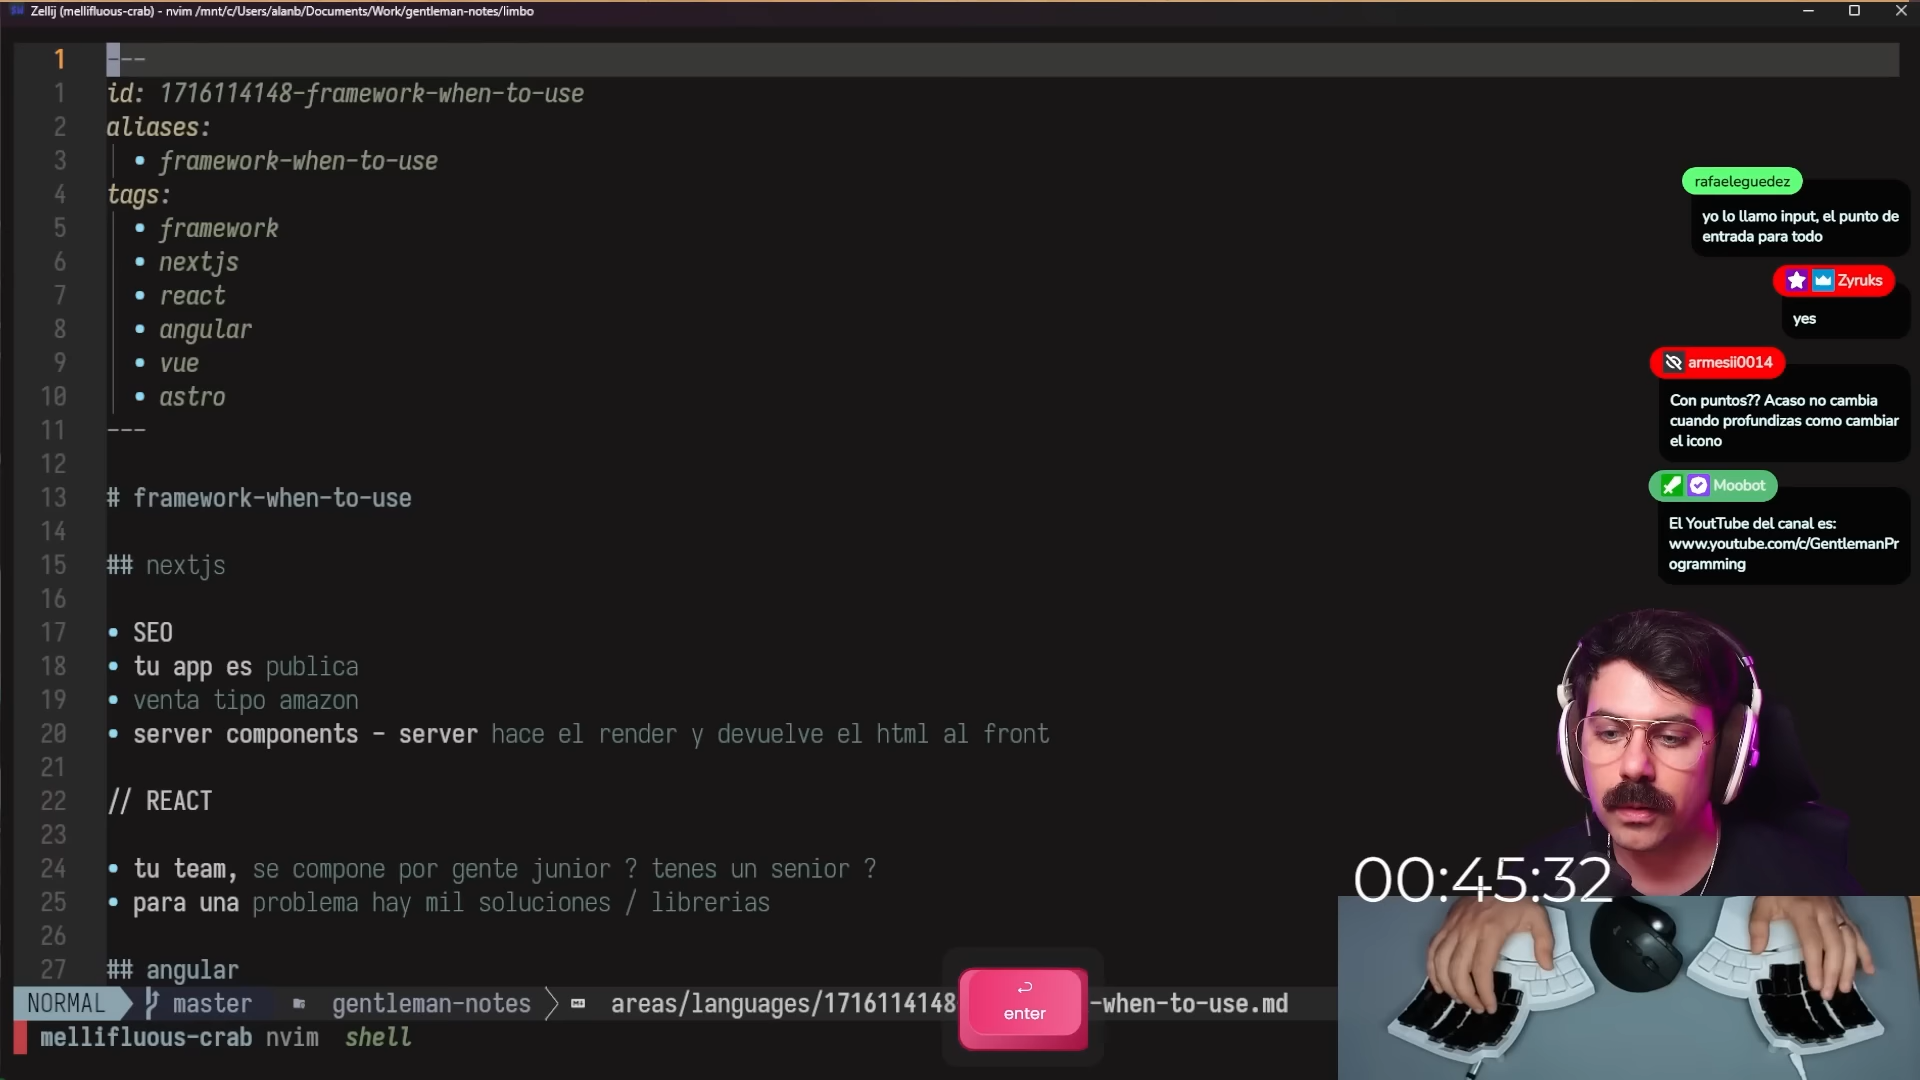 Zellij (mellifluous-crab) - nvim /mnt/c/Users/alanb/Documents/Work/gentleman-notes/limbo
1 ---
1 id: 1716114148-framework-when-to-use
2 aliases:
3 • framework-when-to-use
4 tags:
5 • framework
6 • nextjs
7 • react
8 • angular
9 • vue
10 • astro
11 ---
12
13 # framework-when-to-use
14
15 ## nextjs
16
17 • SEO
18 • tu app es publica
19 • venta tipo amazon
20 • server components - server hace el render y devuelve el html al front
21
22 // REACT
23
24 • tu team, se compone por gente junior ? tenes un senior ?
25 • para una problema hay mil soluciones / librerias
26
27 ## angular
NORMAL master gentleman-notes areas/languages/1716114148 -when-to-use.md
mellifluous-crab nvim shell
rafaeleguedez
yo lo llamo input, el punto de
entrada para todo
Zyruks
yes
armesii0014
Con puntos?? Acaso no cambia
cuando profundizas como cambiar
el icono
Moobot
El YoutTube del canal es:
www.youtube.com/c/GentlemanPr
ogramming
00:45:32
enter